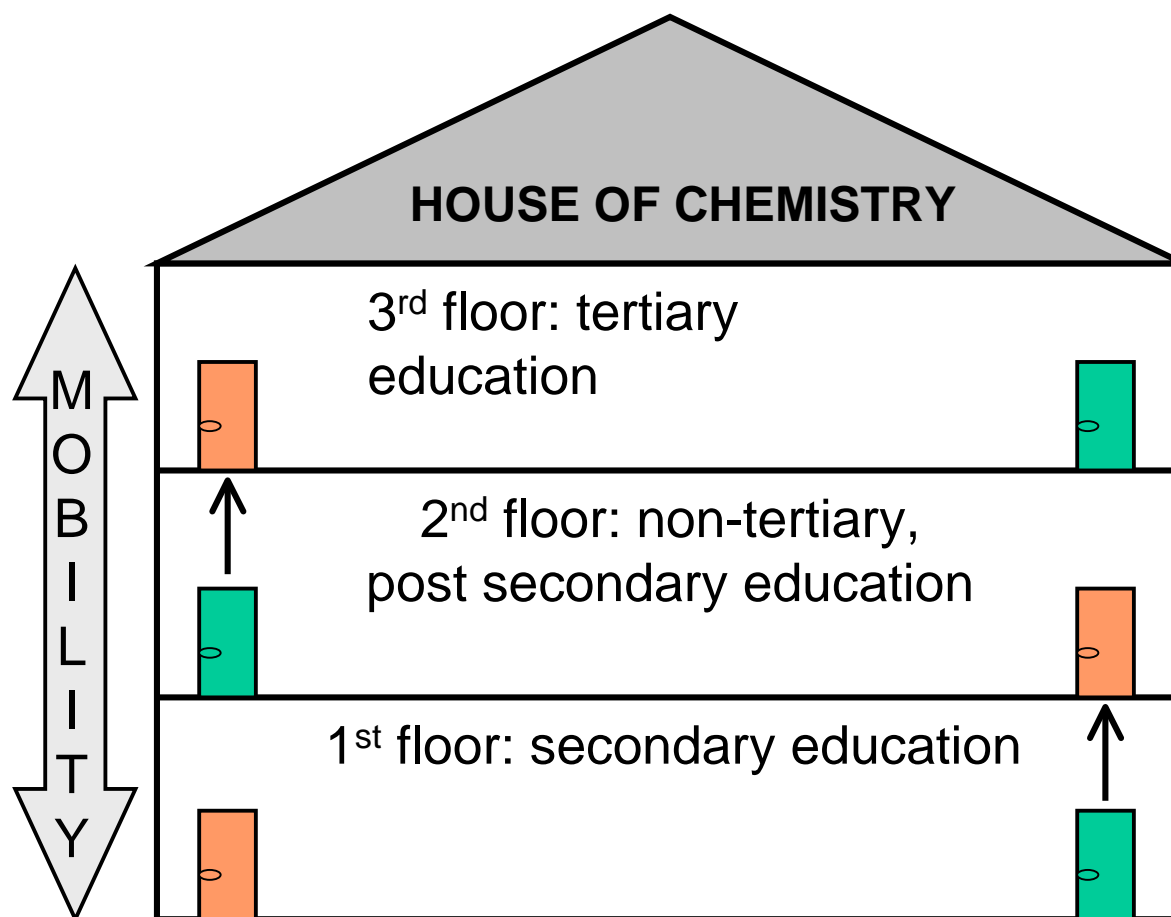 HOUSE OF CHEMISTRY
3rd floor: tertiary
education
2nd floor: non-tertiary,
post secondary education
1st floor: secondary education
MOBILITY